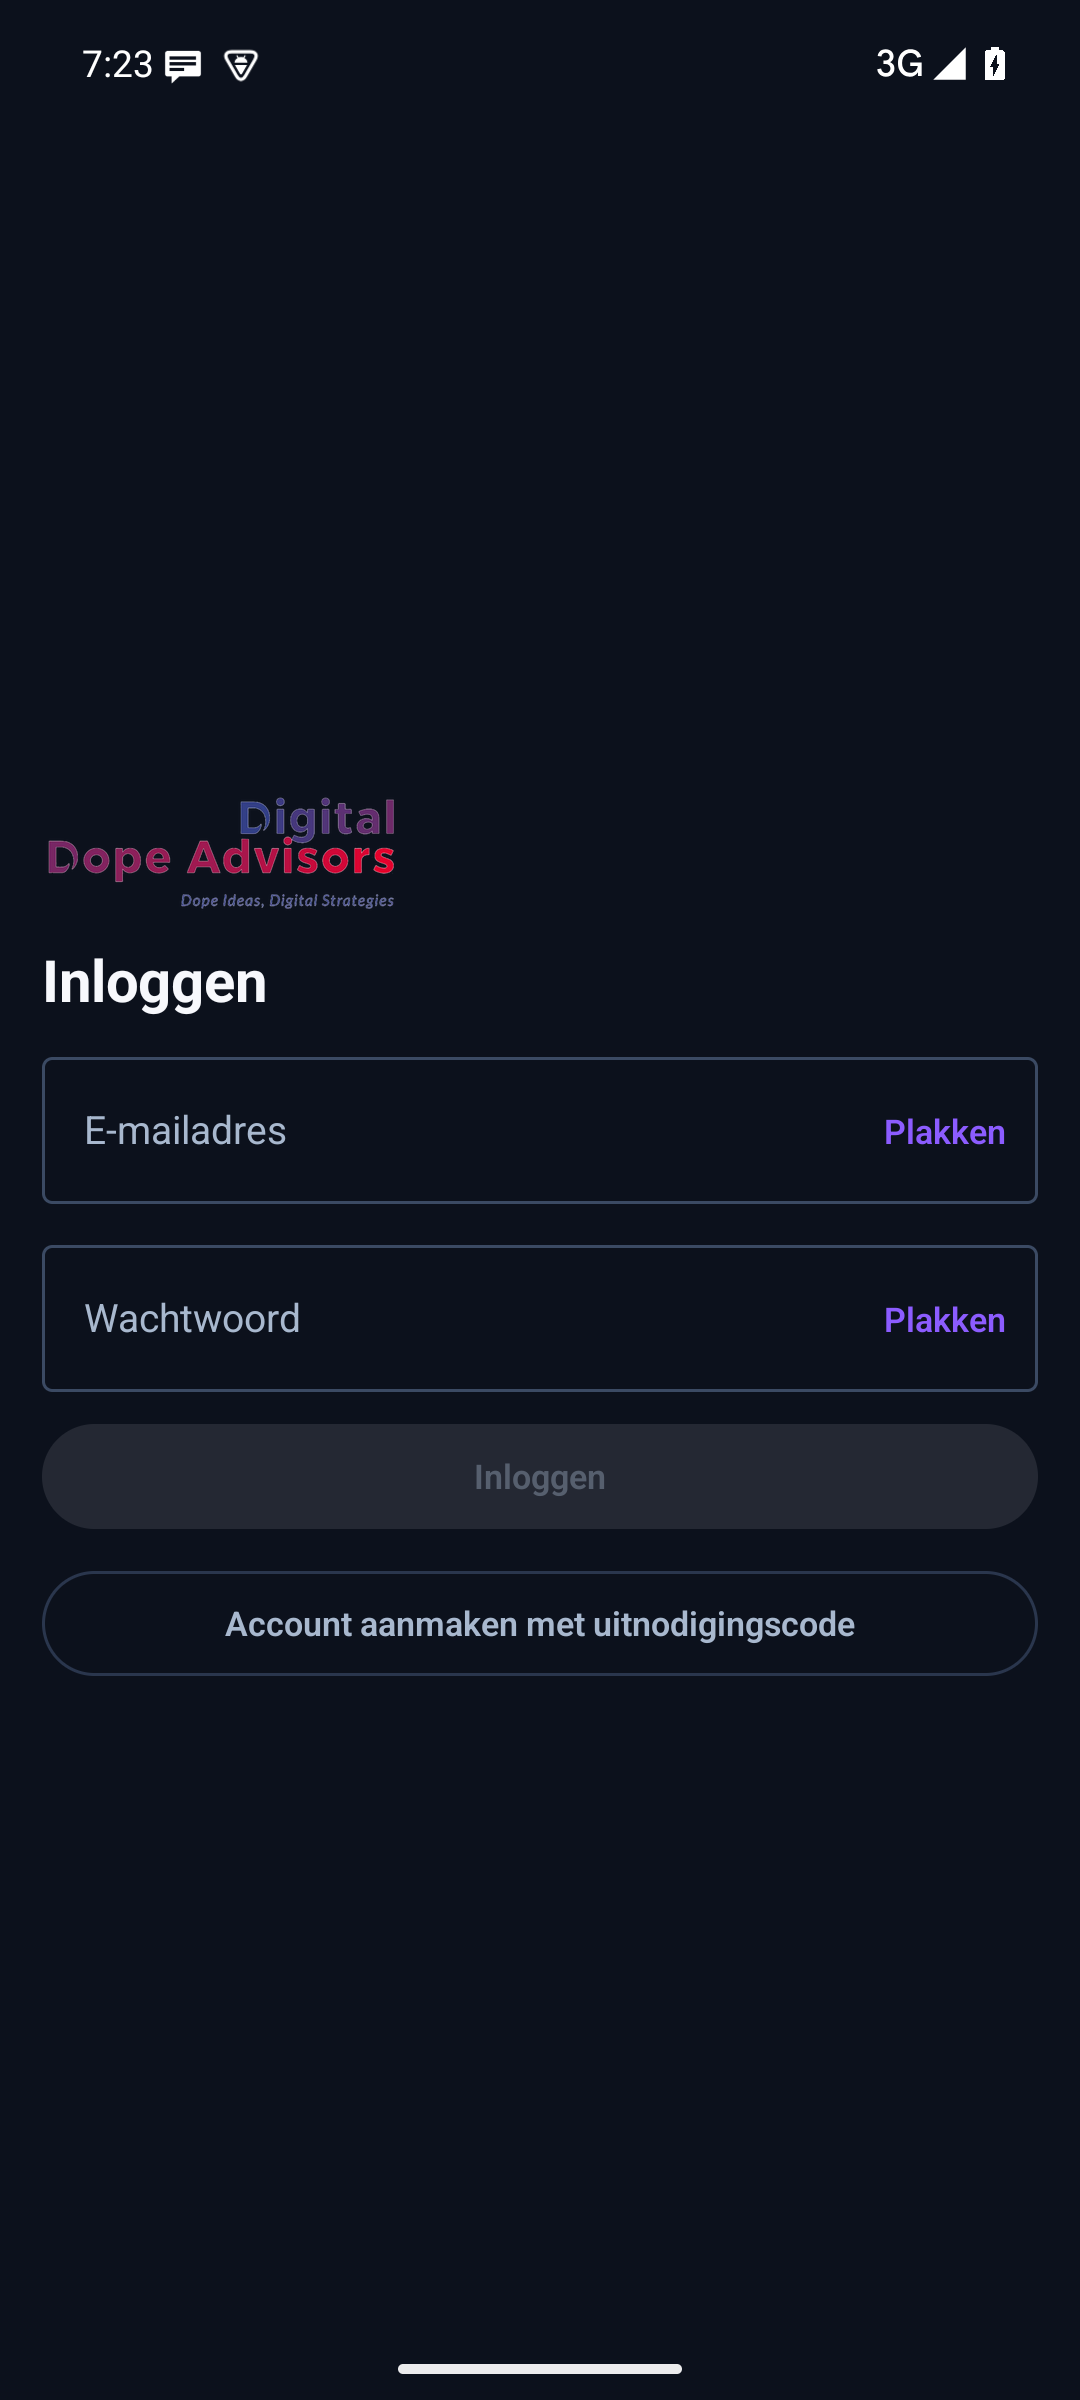 7:23
3G
Digital
Dope Advisors
Dope Ideas, Digital Strategies
Inloggen
E-mailadres
Plakken
Wachtwoord
Plakken
Inloggen
Account aanmaken met uitnodigingscode